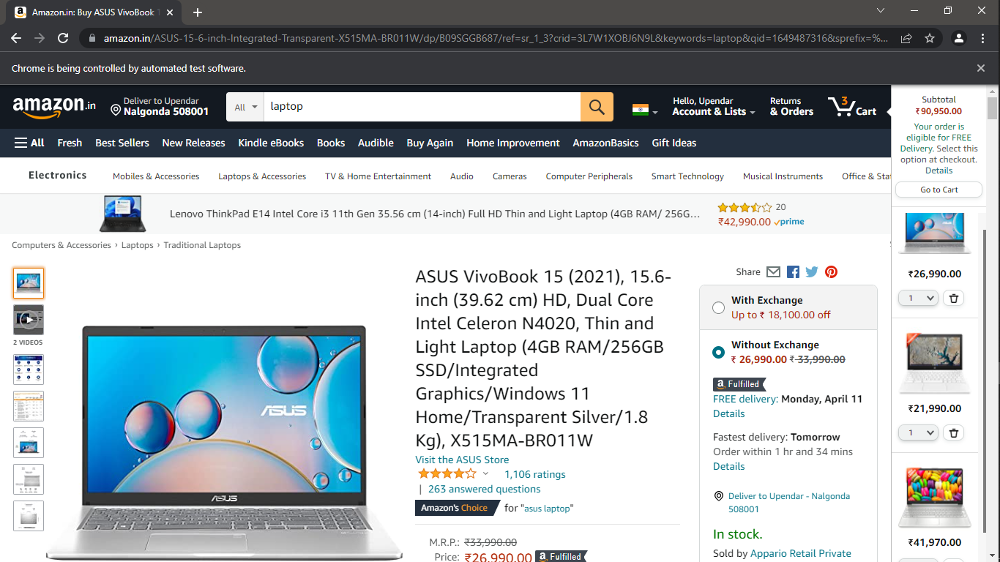 Amazon.in: Buy ASUS VivoBook 1
amazon.in/ASUS-15-6-inch-Integrated-Transparent-X515MA-BR011W/dp/B09SGGB687/ref=sr_1_3?crid=3L7W1XOBJ6N9L&keywords=laptop&qid=1649487316&sprefix=%...
Chrome is being controlled by automated test software.
amazon.in
Deliver to Upendar
Nalgonda 508001
All
laptop
Hello, Upendar
Account & Lists
Returns
& Orders
3
Cart
All Fresh Best Sellers New Releases Kindle eBooks Books Audible Buy Again Home Improvement AmazonBasics Gift Ideas
Electronics Mobiles & Accessories Laptops & Accessories TV & Home Entertainment Audio Cameras Computer Peripherals Smart Technology Musical Instruments Office & Stat
Lenovo ThinkPad E14 Intel Core i3 11th Gen 35.56 cm (14-inch) Full HD Thin and Light Laptop (4GB RAM/ 256G...
20
₹42,990.00 prime
Computers & Accessories › Laptops › Traditional Laptops
2 VIDEOS
ASUS
ASUS
ASUS VivoBook 15 (2021), 15.6-
inch (39.62 cm) HD, Dual Core
Intel Celeron N4020, Thin and
Light Laptop (4GB RAM/256GB
SSD/Integrated
Graphics/Windows 11
Home/Transparent Silver/1.8
Kg), X515MA-BR011W
Visit the ASUS Store
1,106 ratings
| 263 answered questions
Amazon's Choice for "asus laptop"
M.R.P.: ₹33,990.00
Price: ₹26,990.00 a Fulfilled
Share
With Exchange
Up to ₹ 18,100.00 off
Without Exchange
₹ 26,990.00 ₹ 33,990.00
a Fulfilled
FREE delivery: Monday, April 11
Details
Fastest delivery: Tomorrow
Order within 1 hr and 34 mins
Details
Deliver to Upendar - Nalgonda
508001
In stock.
Sold by Appario Retail Private
Subtotal
₹90,950.00
Your order is
eligible for FREE
Delivery. Select this
option at checkout.
Details
Go to Cart
₹26,990.00
1
₹21,990.00
1
₹41,970.00